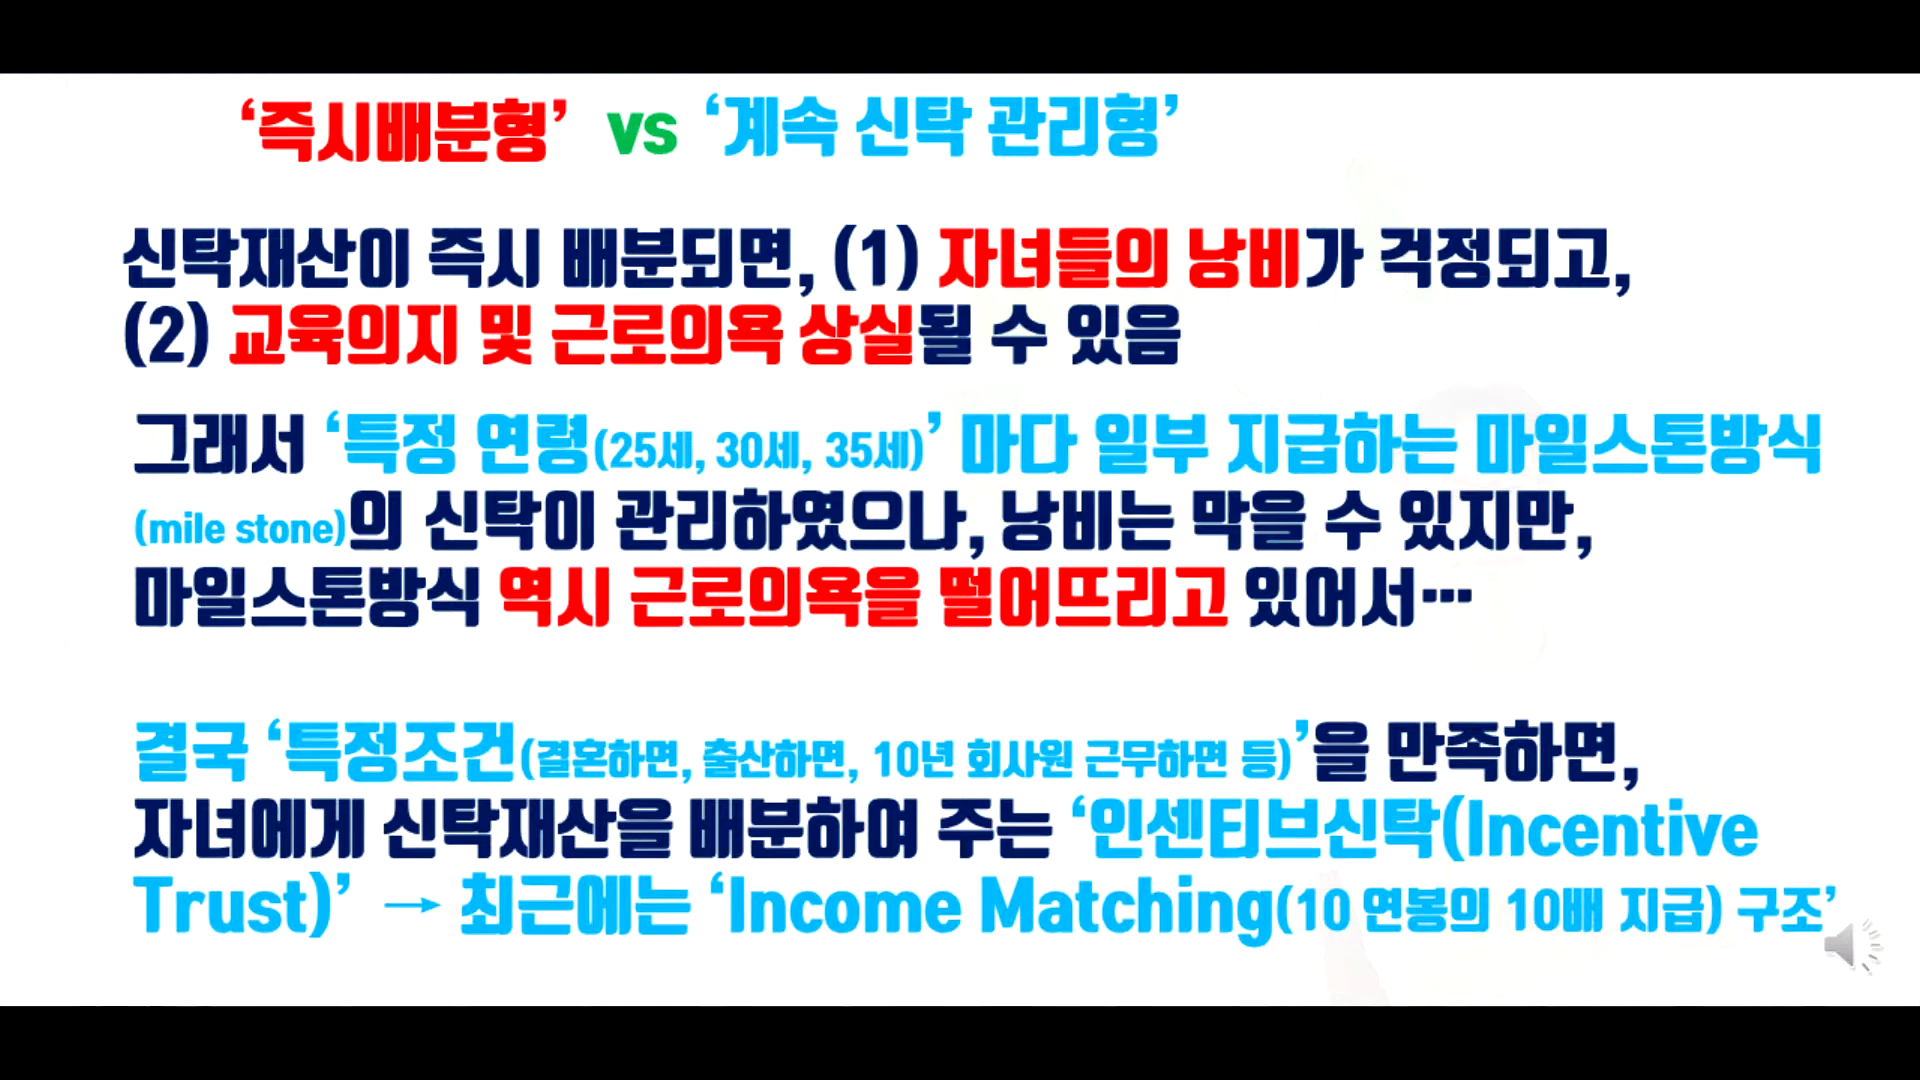 ‘즉시배분형’ vs ‘계속 신탁 관리형’
신탁재산이 즉시 배분되면, (1) 자녀들의 낭비가 걱정되고,
(2) 교육의지 및 근로의욕 상실될 수 있음
그래서 ‘특정 연령(25세, 30세, 35세)’ 마다 일부 지급하는 마일스톤방식
(mile stone)의 신탁이 관리하였으나, 낭비는 막을 수 있지만,
마일스톤방식 역시 근로의욕을 떨어뜨리고 있어서…
결국 ‘특정조건(결혼하면, 출산하면, 10년 회사원 근무하면 등)’을 만족하면,
자녀에게 신탁재산을 배분하여 주는 ‘인센티브신탁(Incentive
Trust)’ → 최근에는 ‘Income Matching(10 연봉의 10배 지급) 구조’